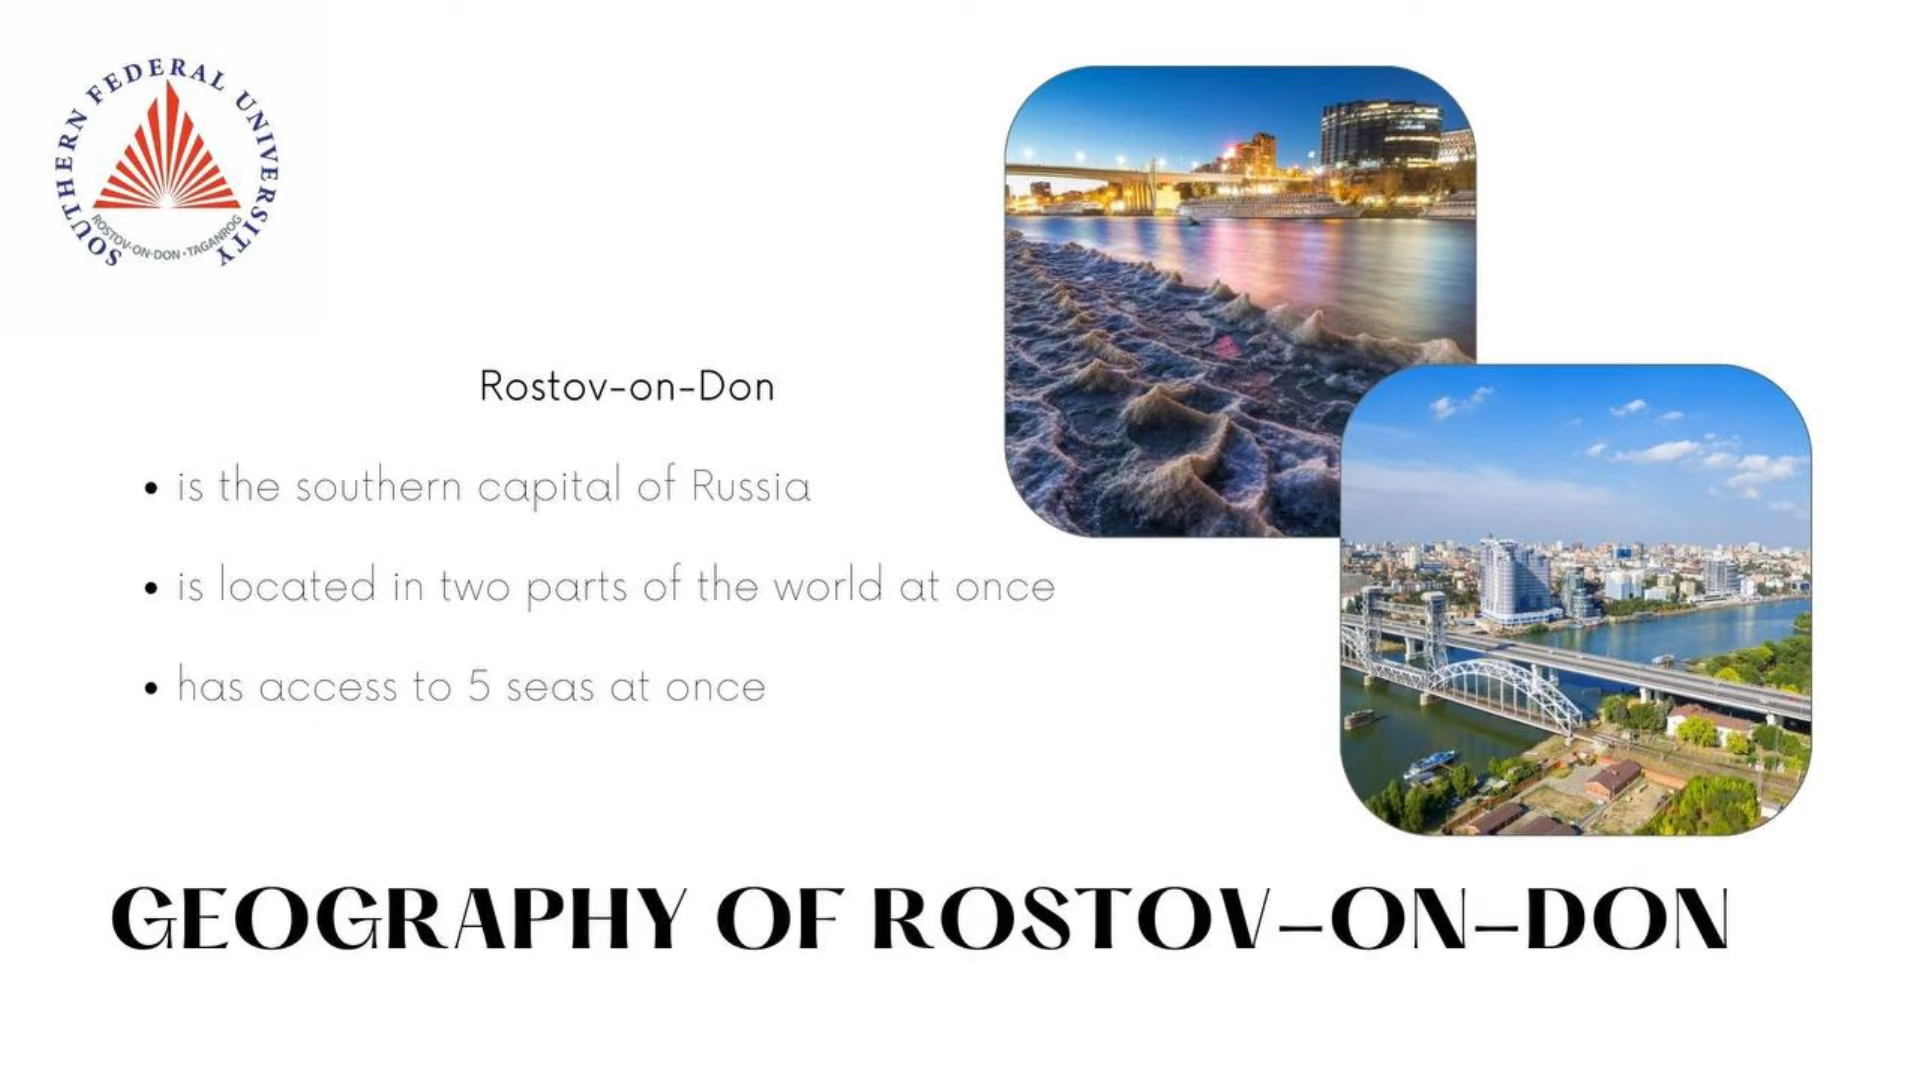 SOUTHERN FEDERAL UNIVERSITY
ROSTOV-ON-DON • TAGANROG
Rostov-on-Don
• is the southern capital of Russia
• is located in two parts of the world at once
• has access to 5 seas at once
GEOGRAPHY OF ROSTOV-ON-DON